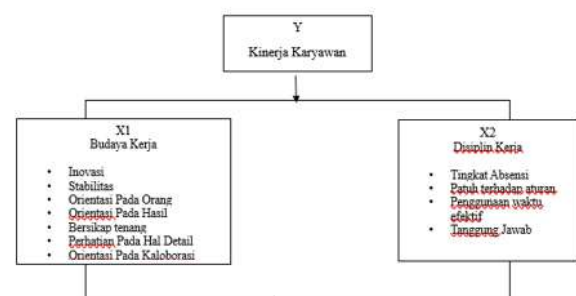 Y
Kinerja Karyawan
X1
Budaya Kerja
• Inovasi
• Stabilitas
• Orientasi Pada Orang
• Orientasi Pada Hasil
• Bersikap tenang
• Perhatian Pada Hal Detail
• Orientasi Pada Kaloborasi
X2
Disiplin Kerja
• Tingkat Absensi
• Patuh terhadap aturan
• Penggunaan waktu
efektif
• Tanggung Jawab